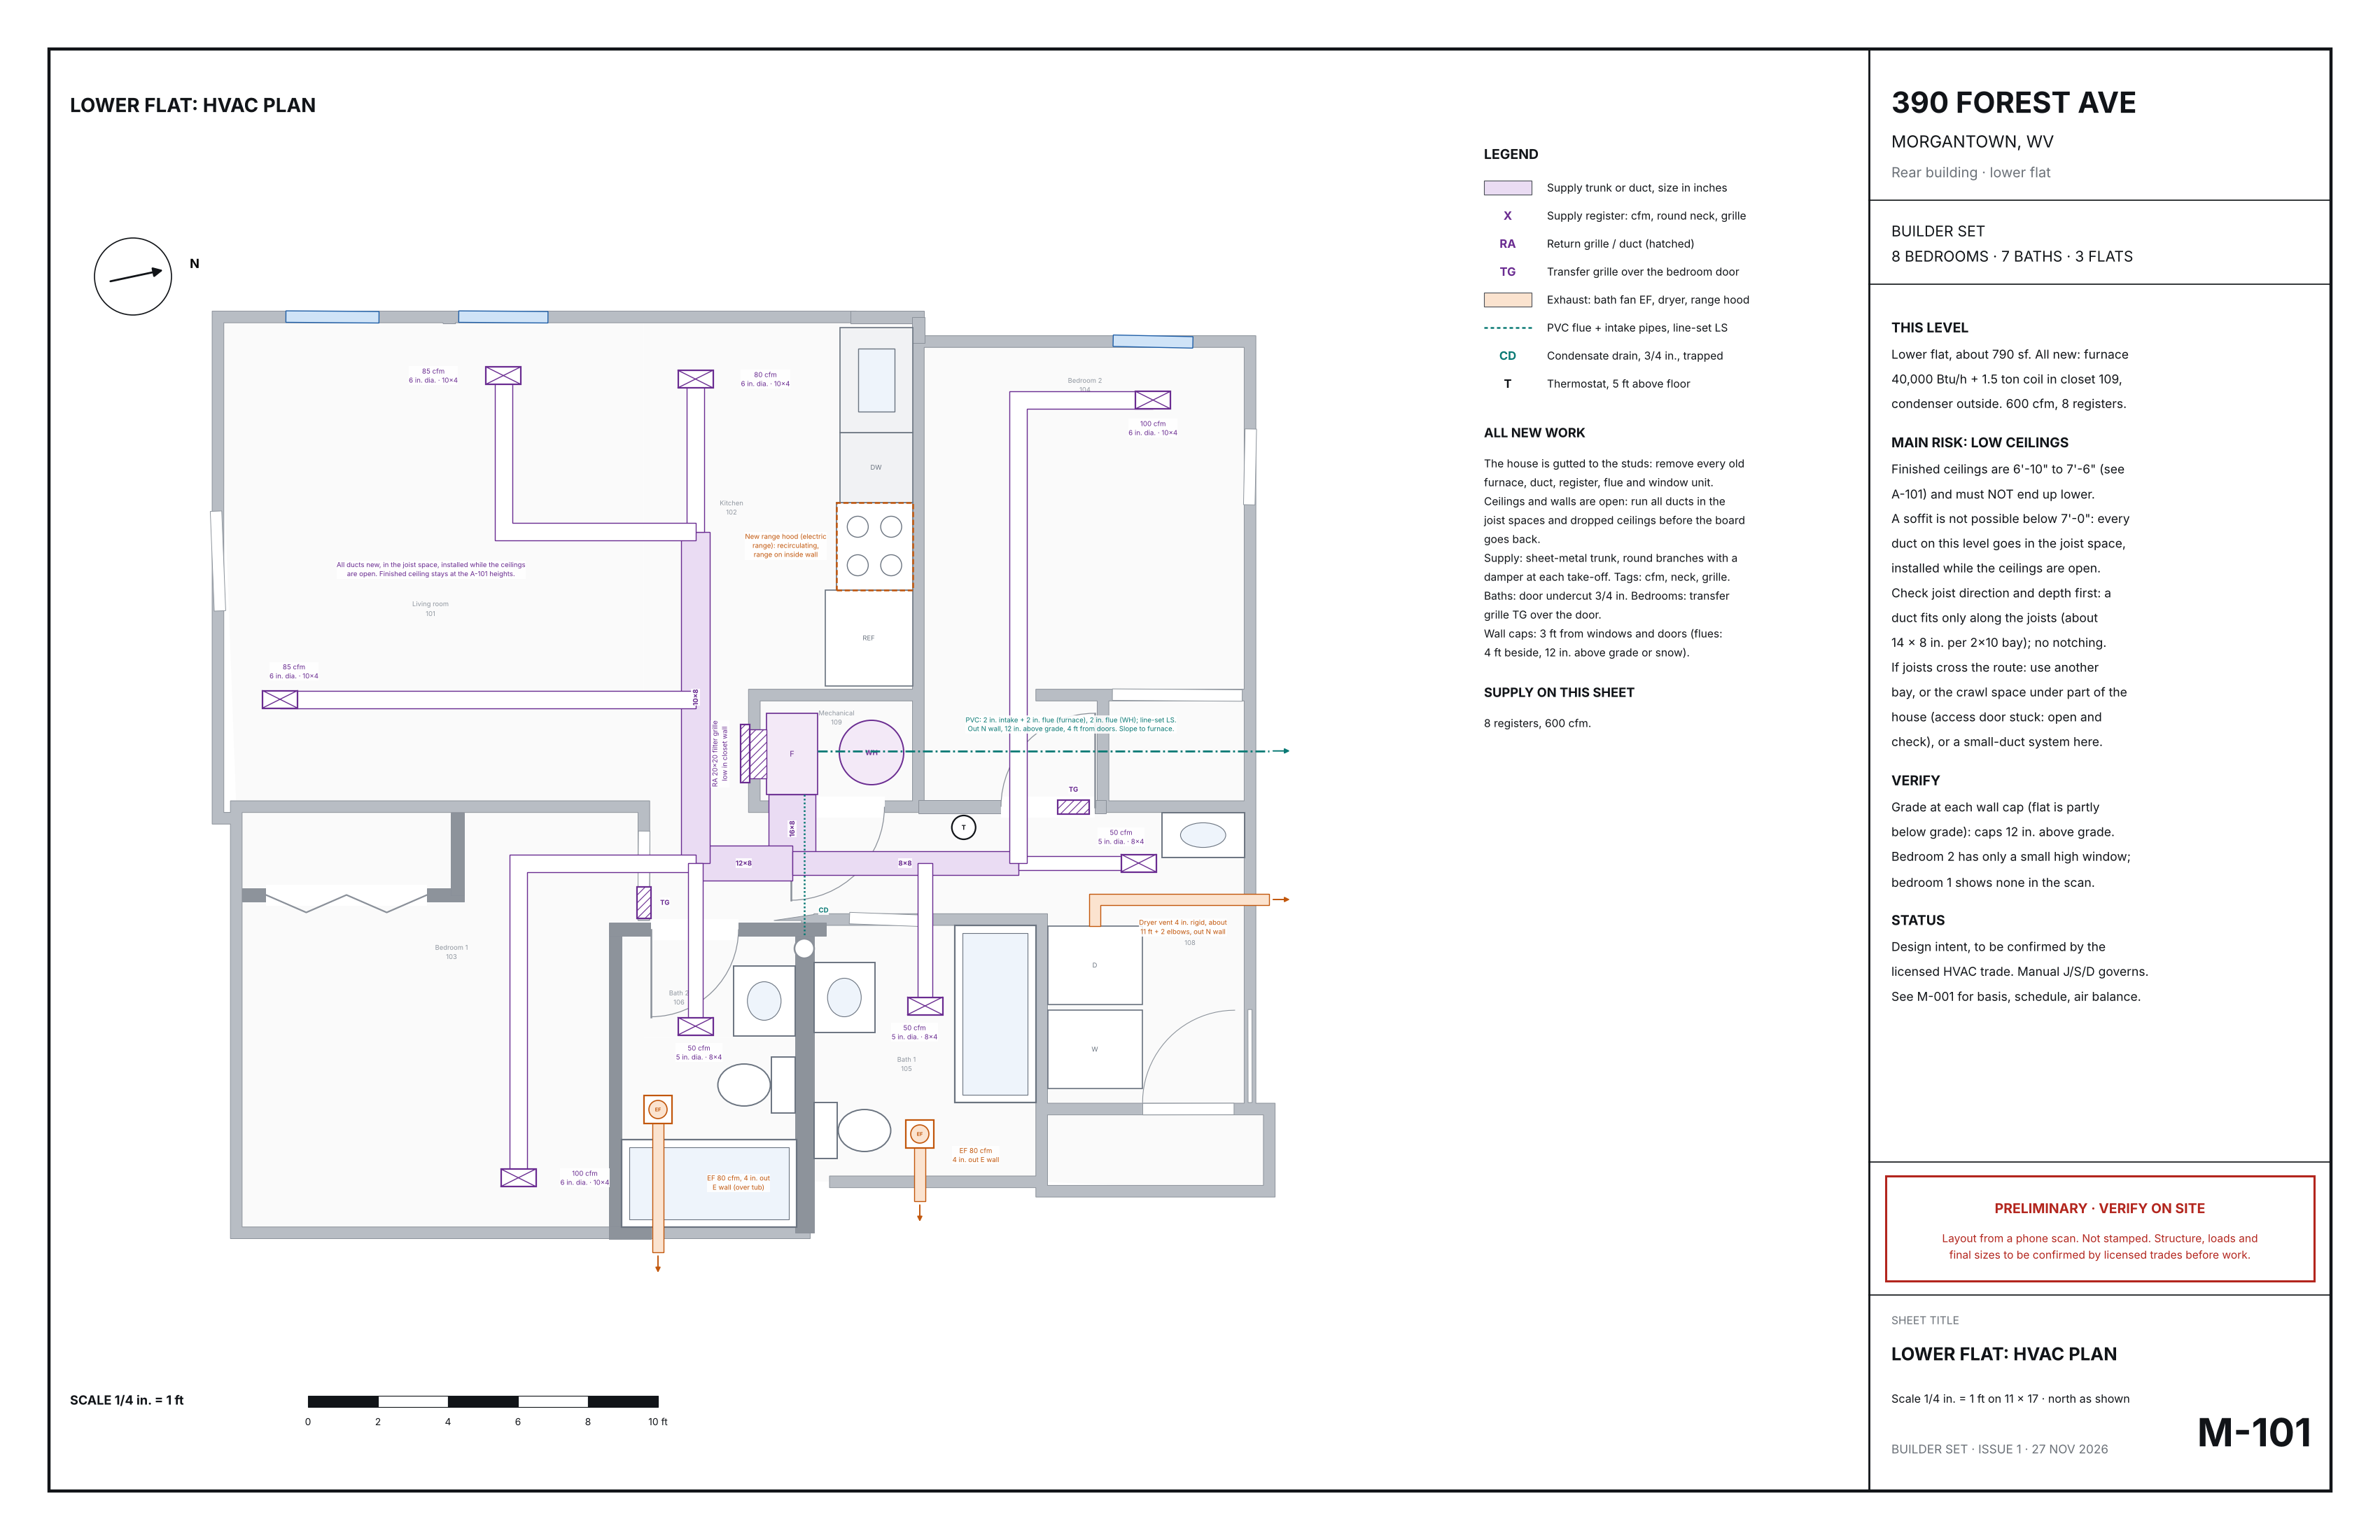 LOWER FLAT: HVAC PLAN
N
85 cfm
6 in. dia. · 10×4
80 cfm
6 in. dia. · 10×4
Bedroom 2
104
100 cfm
6 in. dia. · 10×4
DW
Kitchen
102
New range hood (electric
range): recirculating,
range on inside wall
All ducts new, in the joist space, installed while the ceilings
are open. Finished ceiling stays at the A-101 heights.
Living room
101
REF
85 cfm
6 in. dia. · 10×4
10×8
Mechanical
109
RA 20×20 filter grille
low in closet wall
F
WH
PVC: 2 in. intake + 2 in. flue (furnace), 2 in. flue (WH); line-set LS.
Out N wall, 12 in. above grade, 4 ft from doors. Slope to furnace.
TG
16×8
T
50 cfm
5 in. dia. · 8×4
12×8
8×8
TG
CD
Dryer vent 4 in. rigid, about
11 ft + 2 elbows, out N wall
108
Bedroom 1
103
D
Bath 2
106
50 cfm
5 in. dia. · 8×4
50 cfm
5 in. dia. · 8×4
Bath 1
105
W
EF
EF
EF 80 cfm
4 in. out E wall
100 cfm
6 in. dia. · 10×4
EF 80 cfm, 4 in. out
E wall (over tub)
SCALE 1/4 in. = 1 ft
0 2 4 6 8 10 ft
LEGEND
Supply trunk or duct, size in inches
X Supply register: cfm, round neck, grille
RA Return grille / duct (hatched)
TG Transfer grille over the bedroom door
Exhaust: bath fan EF, dryer, range hood
PVC flue + intake pipes, line-set LS
CD Condensate drain, 3/4 in., trapped
T Thermostat, 5 ft above floor
ALL NEW WORK
The house is gutted to the studs: remove every old
furnace, duct, register, flue and window unit.
Ceilings and walls are open: run all ducts in the
joist spaces and dropped ceilings before the board
goes back.
Supply: sheet-metal trunk, round branches with a
damper at each take-off. Tags: cfm, neck, grille.
Baths: door undercut 3/4 in. Bedrooms: transfer
grille TG over the door.
Wall caps: 3 ft from windows and doors (flues:
4 ft beside, 12 in. above grade or snow).
SUPPLY ON THIS SHEET
8 registers, 600 cfm.
390 FOREST AVE
MORGANTOWN, WV
Rear building · lower flat
BUILDER SET
8 BEDROOMS · 7 BATHS · 3 FLATS
THIS LEVEL
Lower flat, about 790 sf. All new: furnace
40,000 Btu/h + 1.5 ton coil in closet 109,
condenser outside. 600 cfm, 8 registers.
MAIN RISK: LOW CEILINGS
Finished ceilings are 6'-10" to 7'-6" (see
A-101) and must NOT end up lower.
A soffit is not possible below 7'-0": every
duct on this level goes in the joist space,
installed while the ceilings are open.
Check joist direction and depth first: a
duct fits only along the joists (about
14 × 8 in. per 2×10 bay); no notching.
If joists cross the route: use another
bay, or the crawl space under part of the
house (access door stuck: open and
check), or a small-duct system here.
VERIFY
Grade at each wall cap (flat is partly
below grade): caps 12 in. above grade.
Bedroom 2 has only a small high window;
bedroom 1 shows none in the scan.
STATUS
Design intent, to be confirmed by the
licensed HVAC trade. Manual J/S/D governs.
See M-001 for basis, schedule, air balance.
PRELIMINARY · VERIFY ON SITE
Layout from a phone scan. Not stamped. Structure, loads and
final sizes to be confirmed by licensed trades before work.
SHEET TITLE
LOWER FLAT: HVAC PLAN
Scale 1/4 in. = 1 ft on 11 × 17 · north as shown
BUILDER SET · ISSUE 1 · 27 NOV 2026
M-101